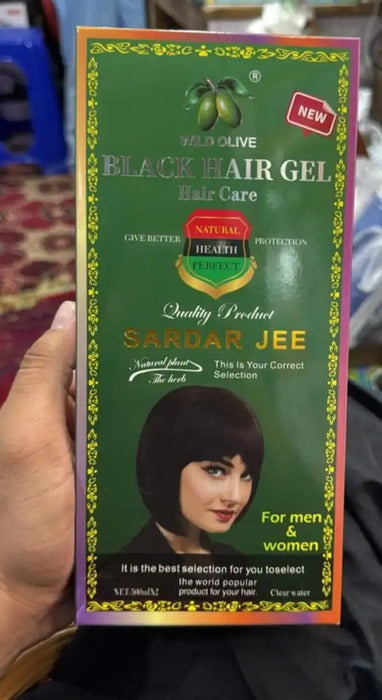 ®
NEW
WILD OLIVE
BLACK HAIR GEL
Hair Care
GIVE BETTER
NATURAL
HEALTH
PERFECT
PROTECTION
Quality Product
SARDAR JEE
Natural plant
The herb
This Is Your Correct
Selection
For men
&
women
It is the best selection for you toselect
the world popular
product for your hair.
NET:500mlX2
Clear water